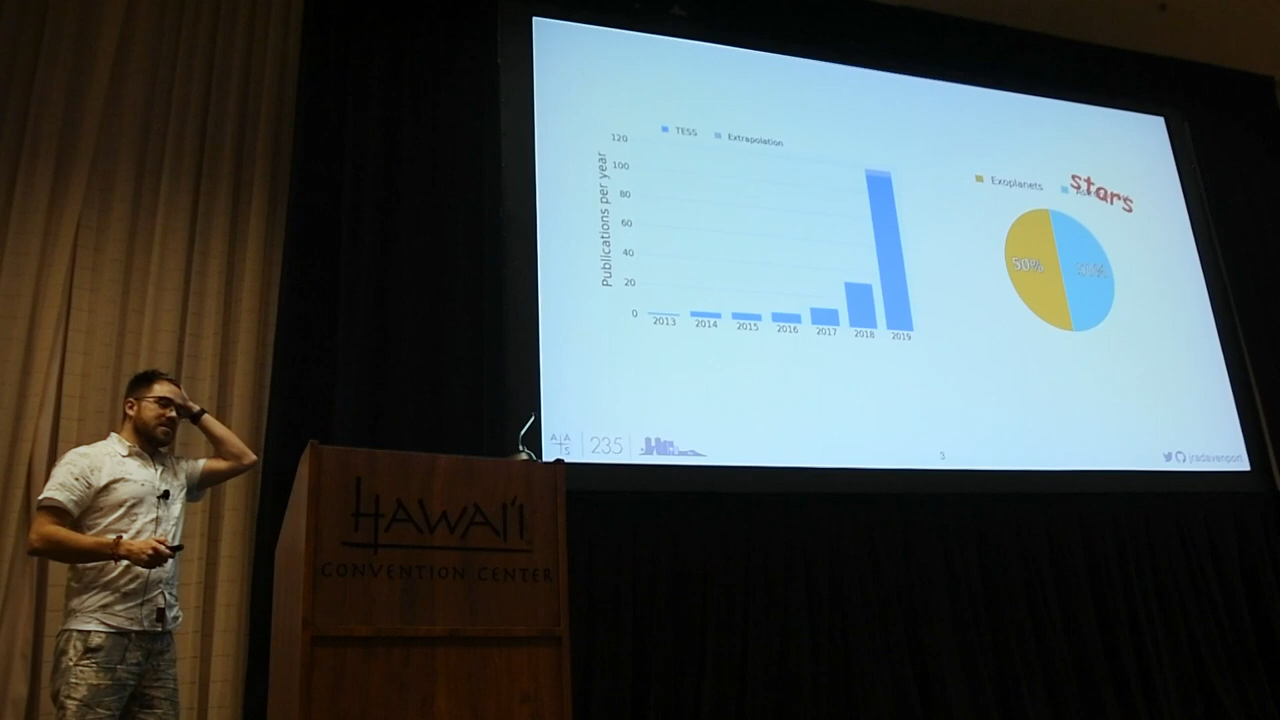 TESS Extrapolation
120
100
80
60
40
20
0
Publications per year
2013 2014 2015 2016 2017 2018 2019
Exoplanets stars
50%
AAS 235
3
jradavenport
HAWAI'I
CONVENTION CENTER